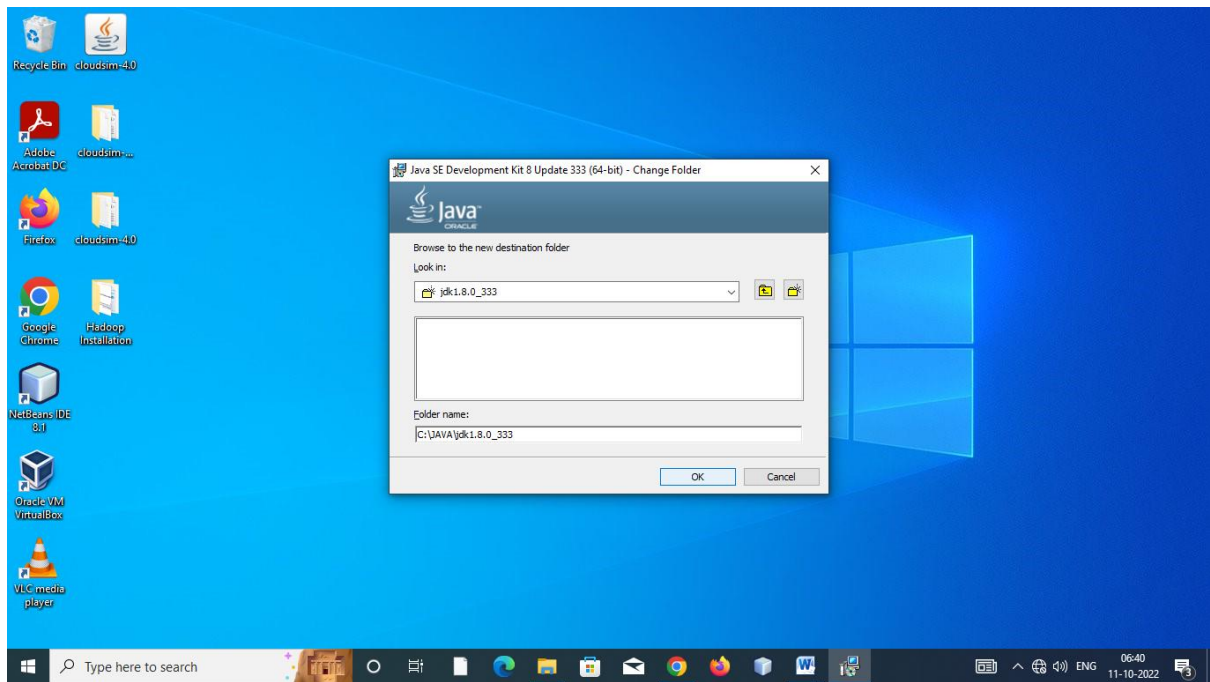 Recycle Bin
cloudsim-4.0
Adobe
Acrobat DC
cloudsim-...
Firefox
cloudsim-4.0
Google
Chrome
Hadoop
Installation
NetBeans IDE
8.1
Oracle VM
VirtualBox
VLC media
player
Java SE Development Kit 8 Update 333 (64-bit) - Change Folder
Java
ORACLE
Browse to the new destination folder
Look in:
jdk1.8.0_333
Folder name:
C:\JAVA\jdk1.8.0_333
OK
Cancel
Type here to search
ENG
06:40
11-10-2022
3